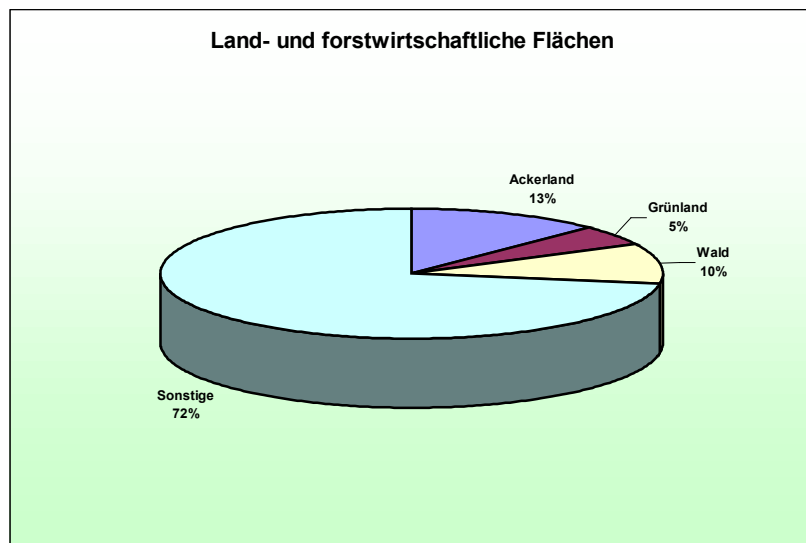 Land- und forstwirtschaftliche Flächen
Ackerland
13%
Grünland
5%
Wald
10%
Sonstige
72%